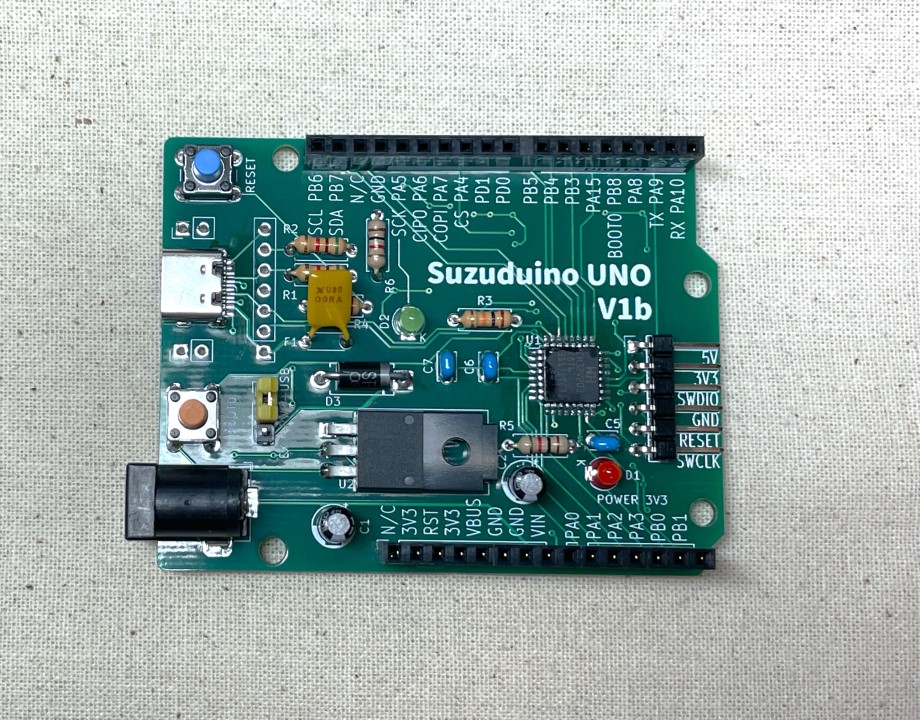 RESET
SCL PB6
SDA PB7
N/C
GND
SCK PA5
CIPO PA6
COPI PA7
CS PA4
PD1
PD0
PB5
PB4
PB3
PA15
BOOT0 PB8
PA8
TX PA9
RX PA10
R2
R1
R6
Suzuduino UNO
V1b
R3
D2
K
F1
U1
C7
C6
USB
D3
5V
3V3
SWDIO
GND
RESET
SWCLK
R5
C5
C2
K
D1
U2
POWER 3V3
C1
N/C
3V3
RST
3V3
VBUS
GND
GND
VIN
PA0
PA1
PA2
PA3
PB0
PB1